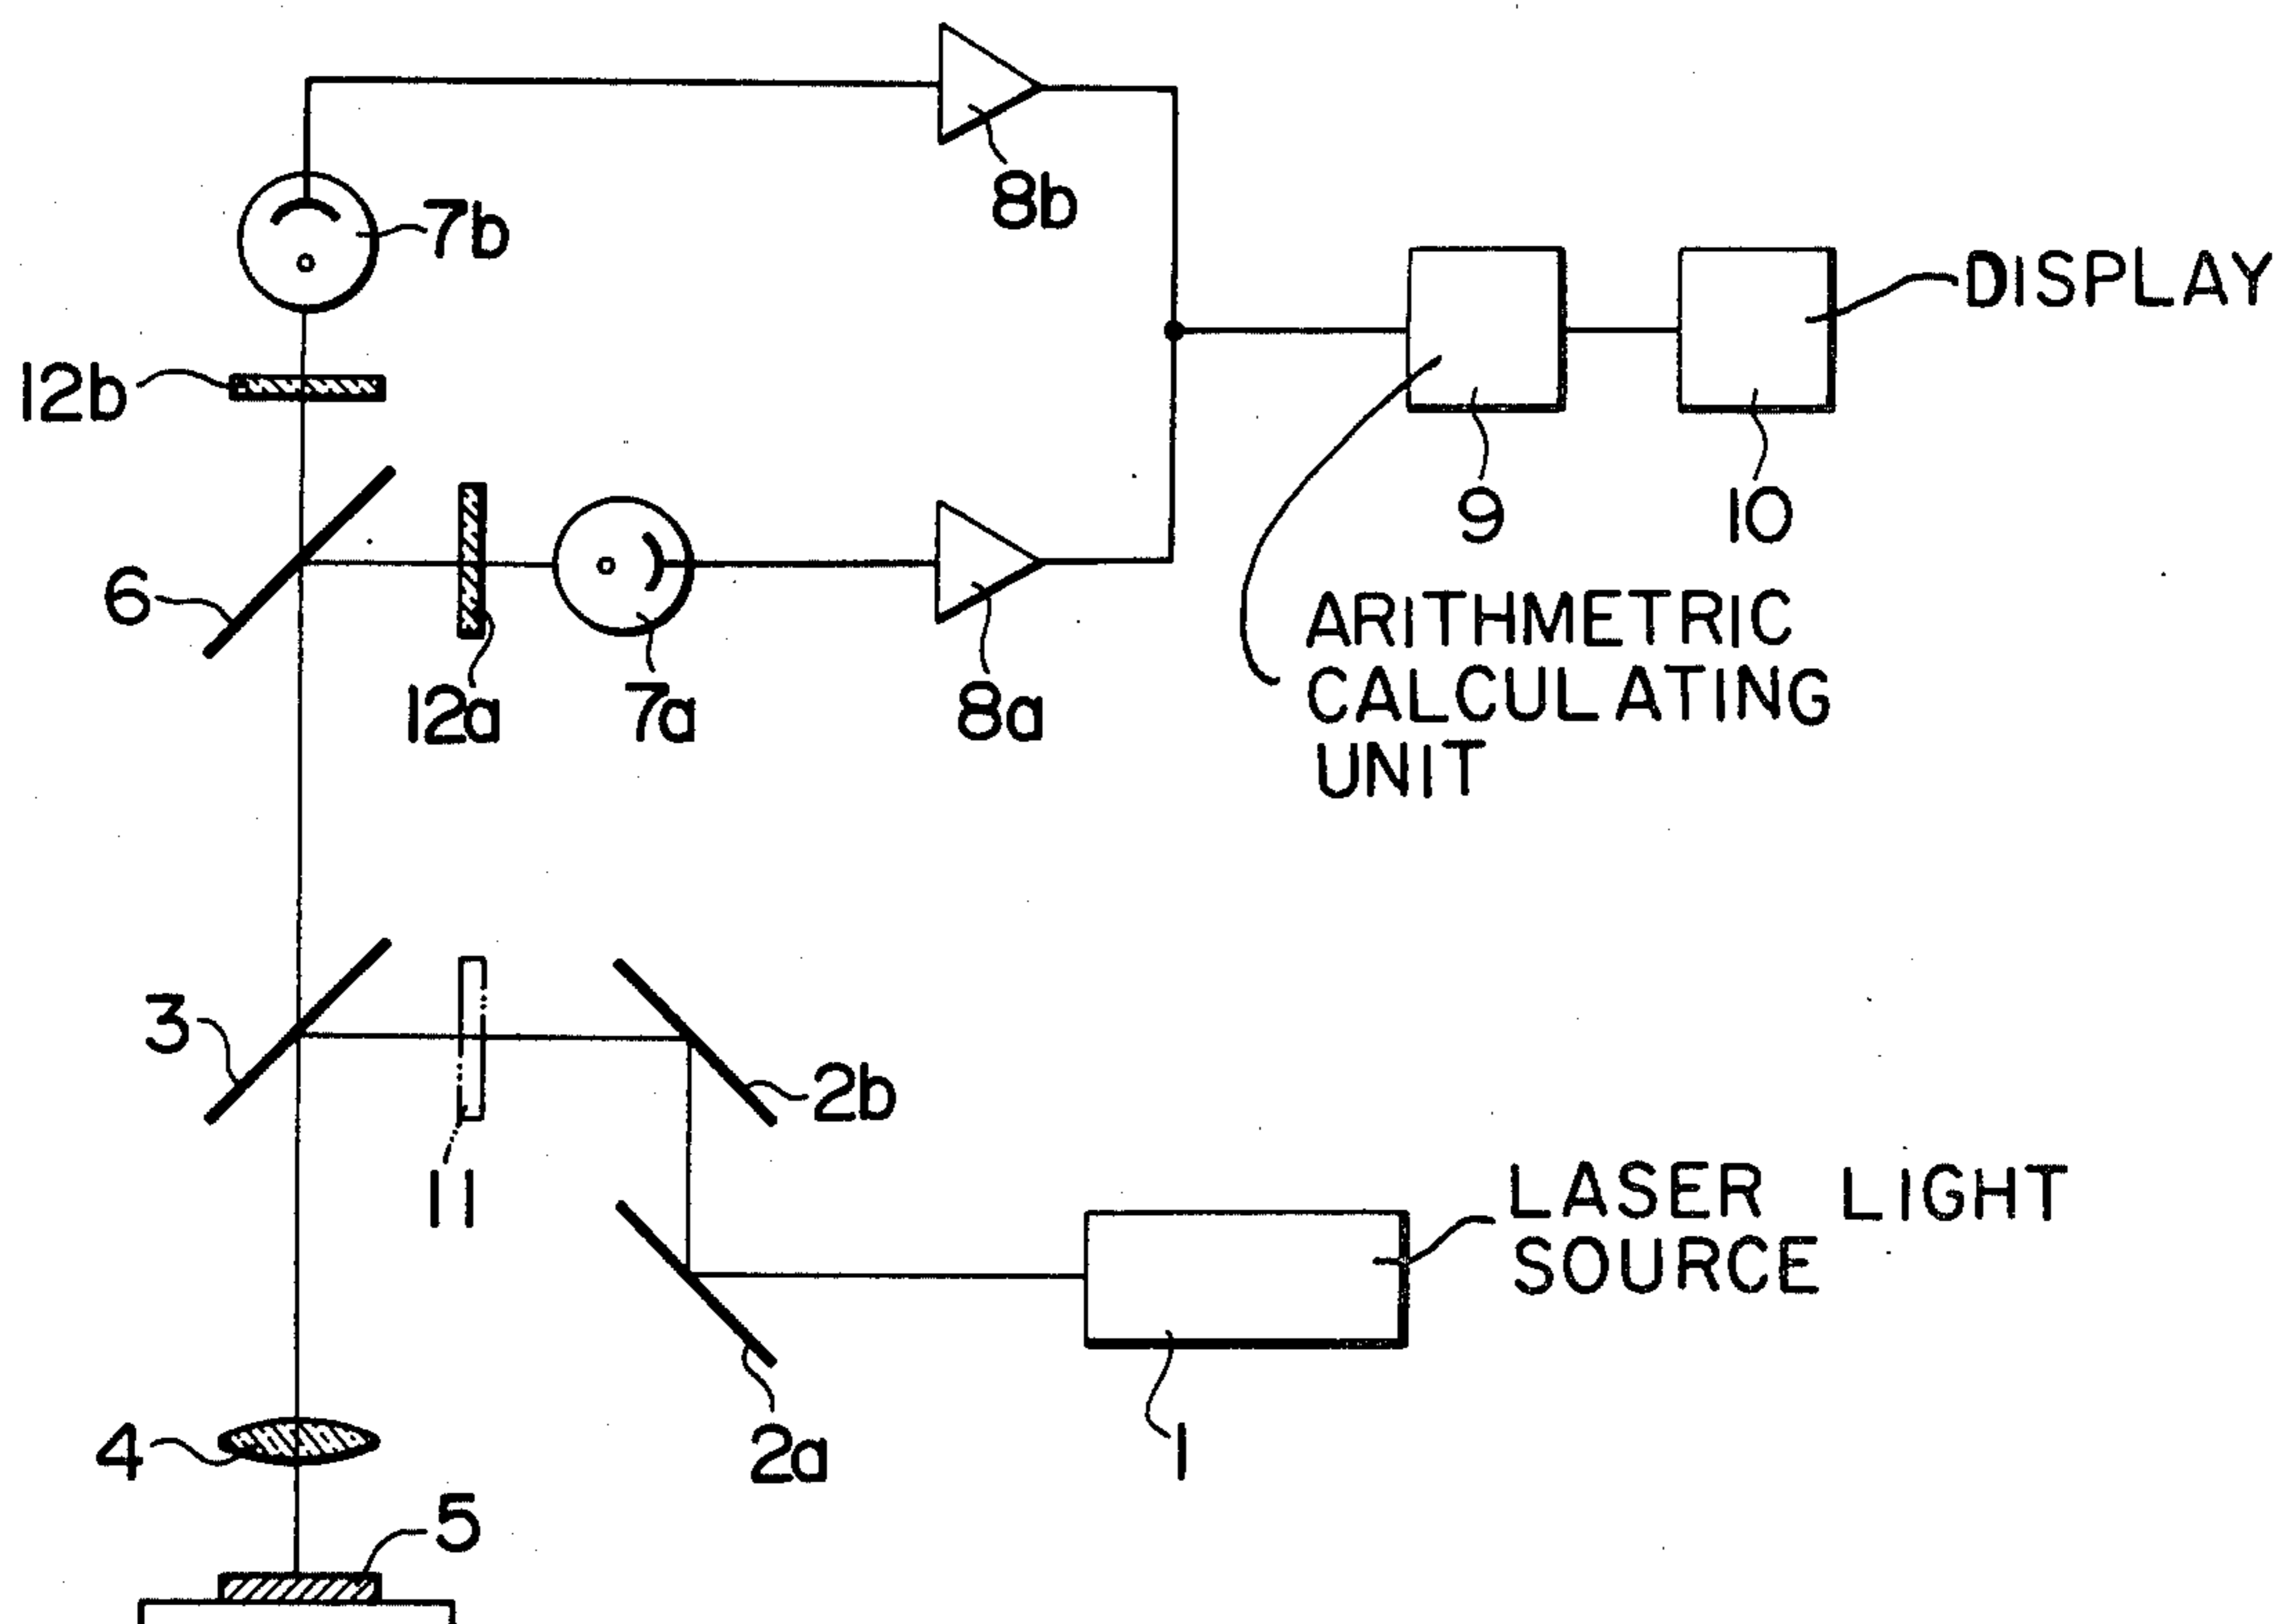 8b
7b
DISPLAY
12b
9
10
6
12a
7a
8a
ARITHMETRIC
CALCULATING
UNIT
3
2b
11
LASER LIGHT
SOURCE
4
2a
1
5